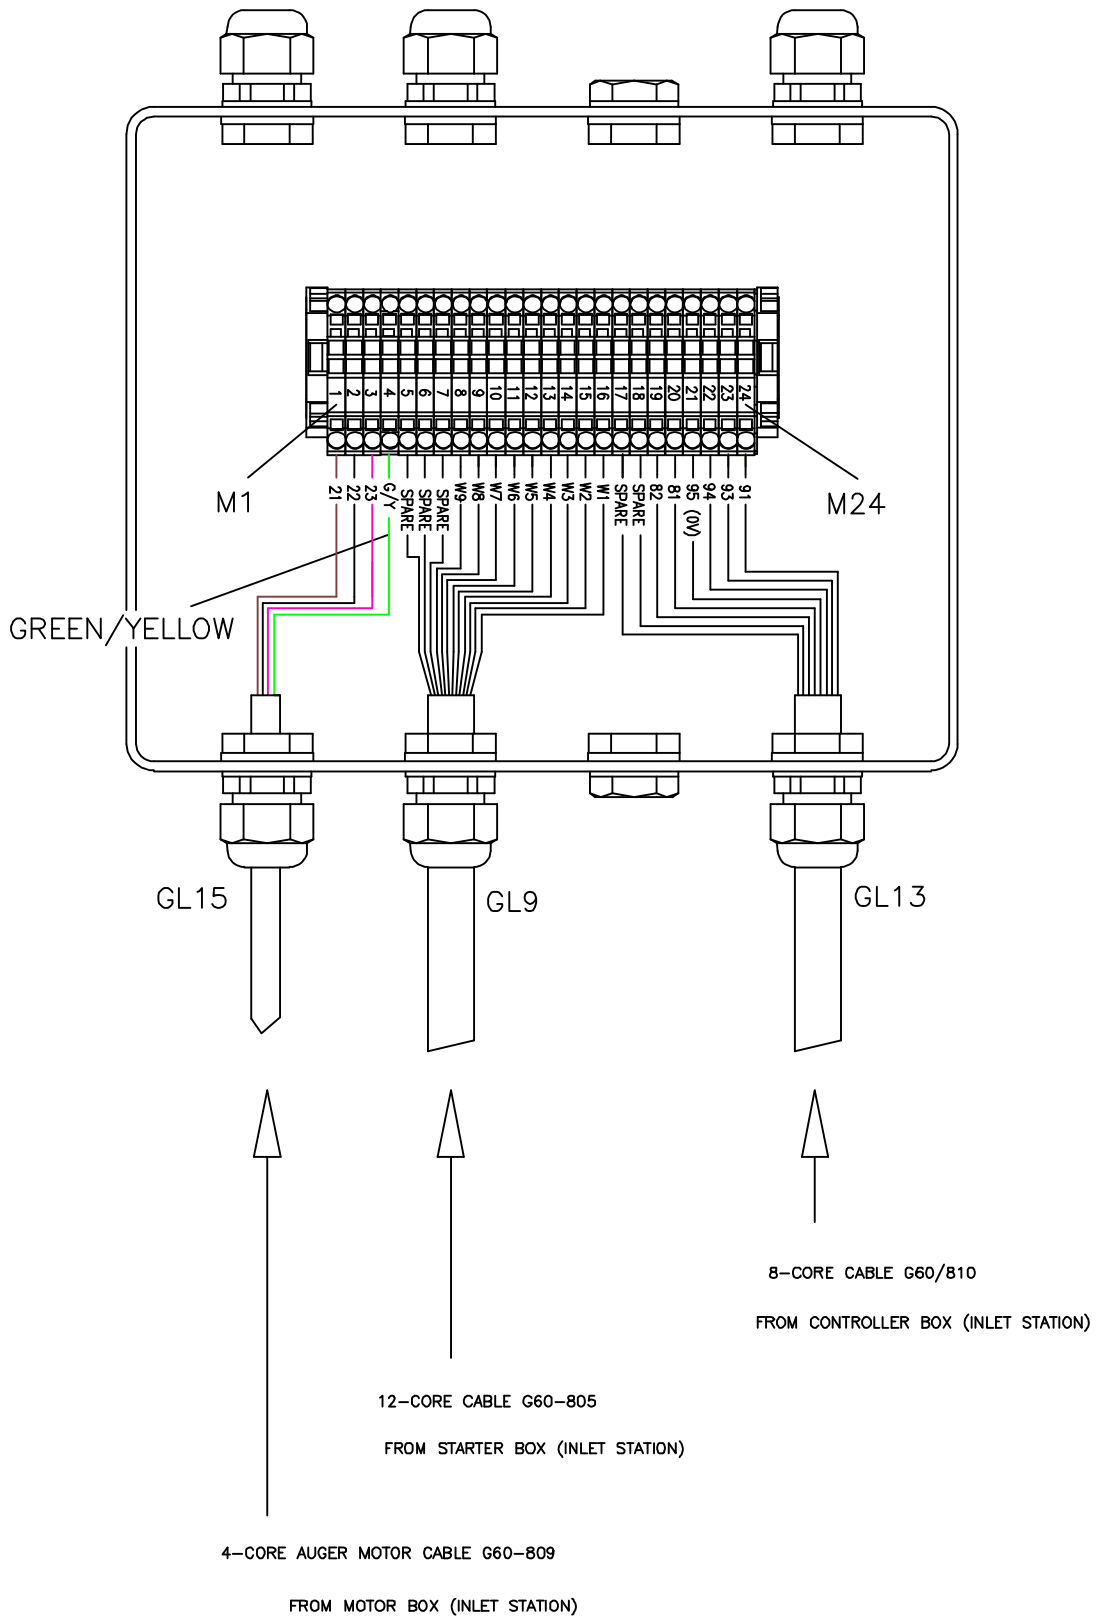 1 2 3 4 5 6 7 8 9 10 11 12 13 14 15 16 17 18 19 20 21 22 23 24
M1
M24
21
22
23
G/Y
SPARE
SPARE
SPARE
W9
W8
W7
W6
W5
W4
W3
W2
W1
SPARE
SPARE
82
81
95 (0V)
94
93
91
GREEN/YELLOW
GL15
GL9
GL13
8-CORE CABLE G60/810
FROM CONTROLLER BOX (INLET STATION)
12-CORE CABLE G60-805
FROM STARTER BOX (INLET STATION)
4-CORE AUGER MOTOR CABLE G60-809
FROM MOTOR BOX (INLET STATION)